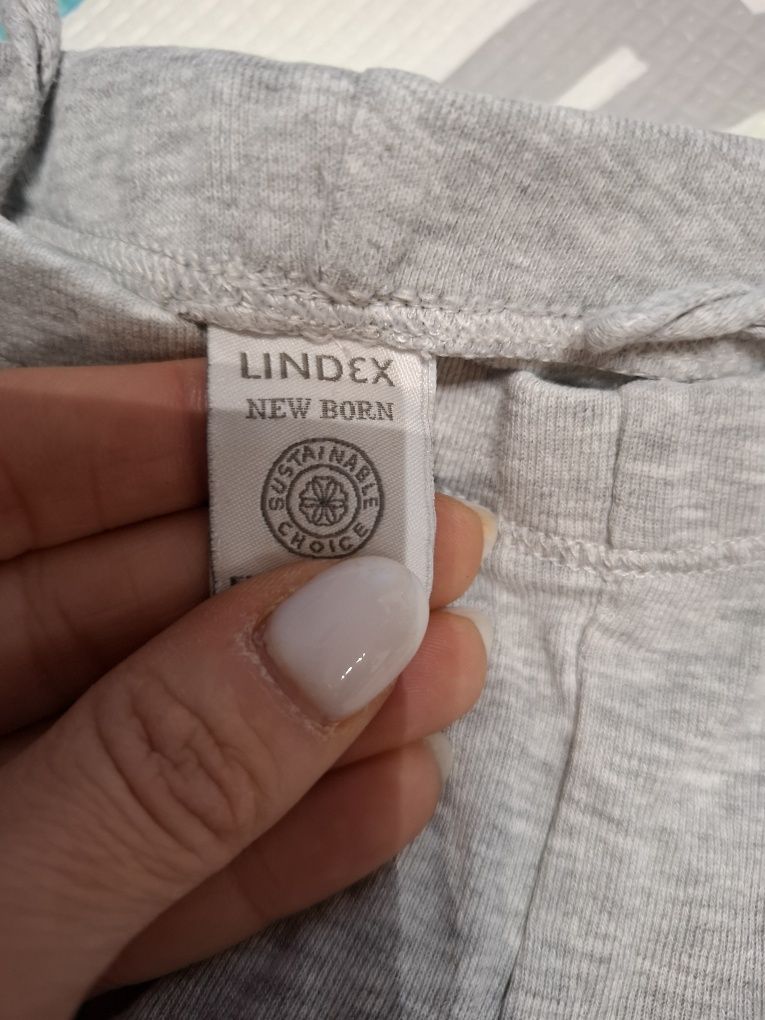 LINDEX
NEW BORN
SUSTAINABLE
CHOICE